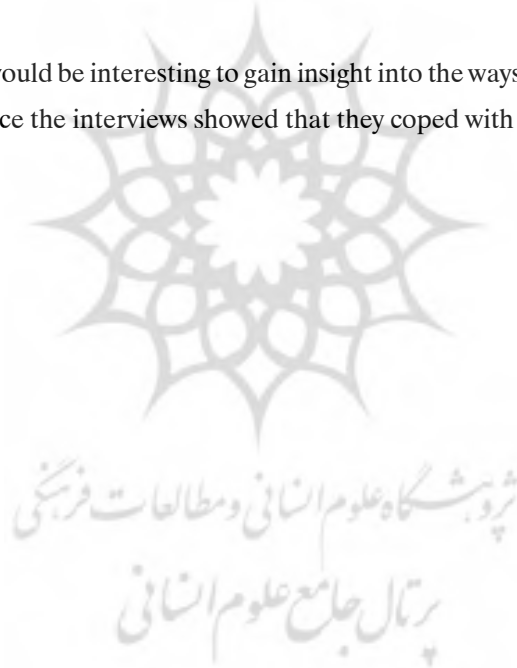 would be interesting to gain insight into the ways
ce the interviews showed that they coped with
پژوهشگاه علوم انسانی و مطالعات فرهنگی
پرتال جامع علوم انسانی